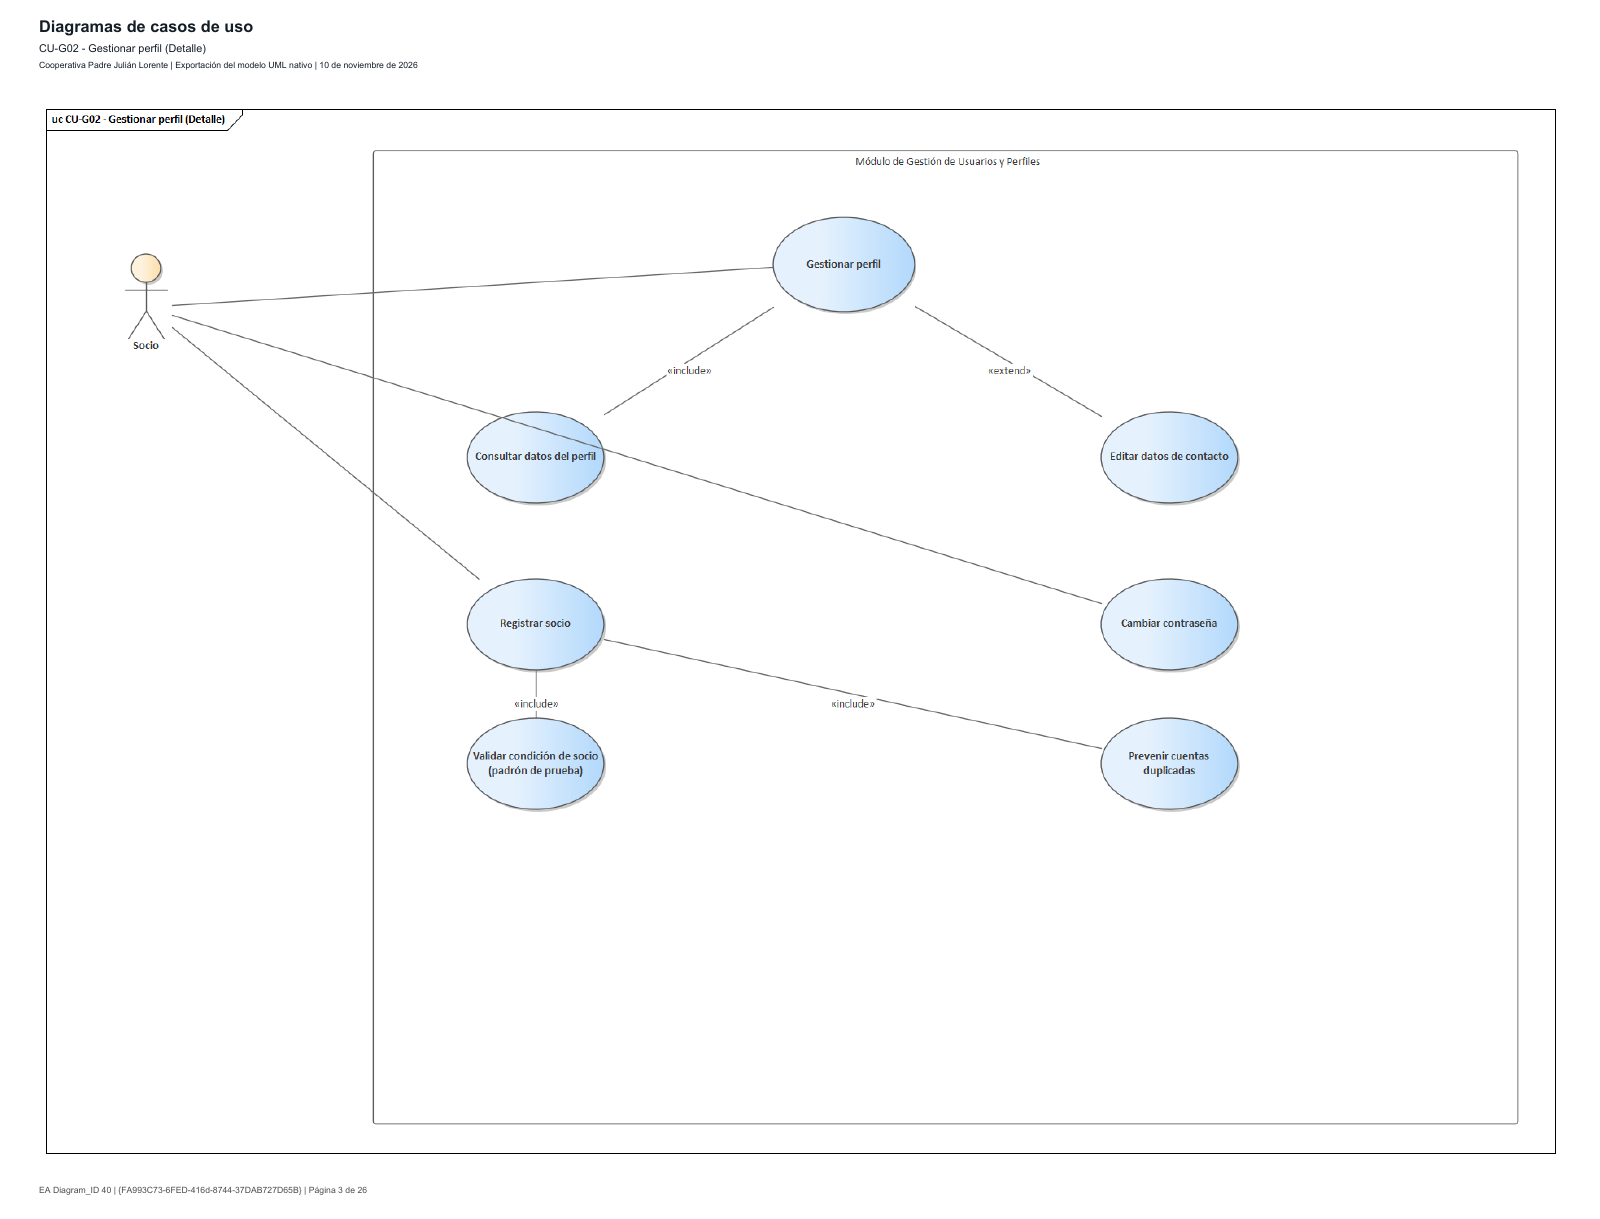 Diagramas de casos de uso
CU-G02 - Gestionar perfil (Detalle)
Cooperativa Padre Julián Lorente | Exportación del modelo UML nativo | 10 de noviembre de 2026
uc CU-G02 - Gestionar perfil (Detalle)
Módulo de Gestión de Usuarios y Perfiles
Gestionar perfil
Socio
«include»
«extend»
Consultar datos del perfil
Editar datos de contacto
Registrar socio
Cambiar contraseña
«include»
«include»
Validar condición de socio
(padrón de prueba)
Prevenir cuentas
duplicadas
EA Diagram_ID 40 | {FA993C73-6FED-416d-8744-37DAB727D65B} | Página 3 de 26